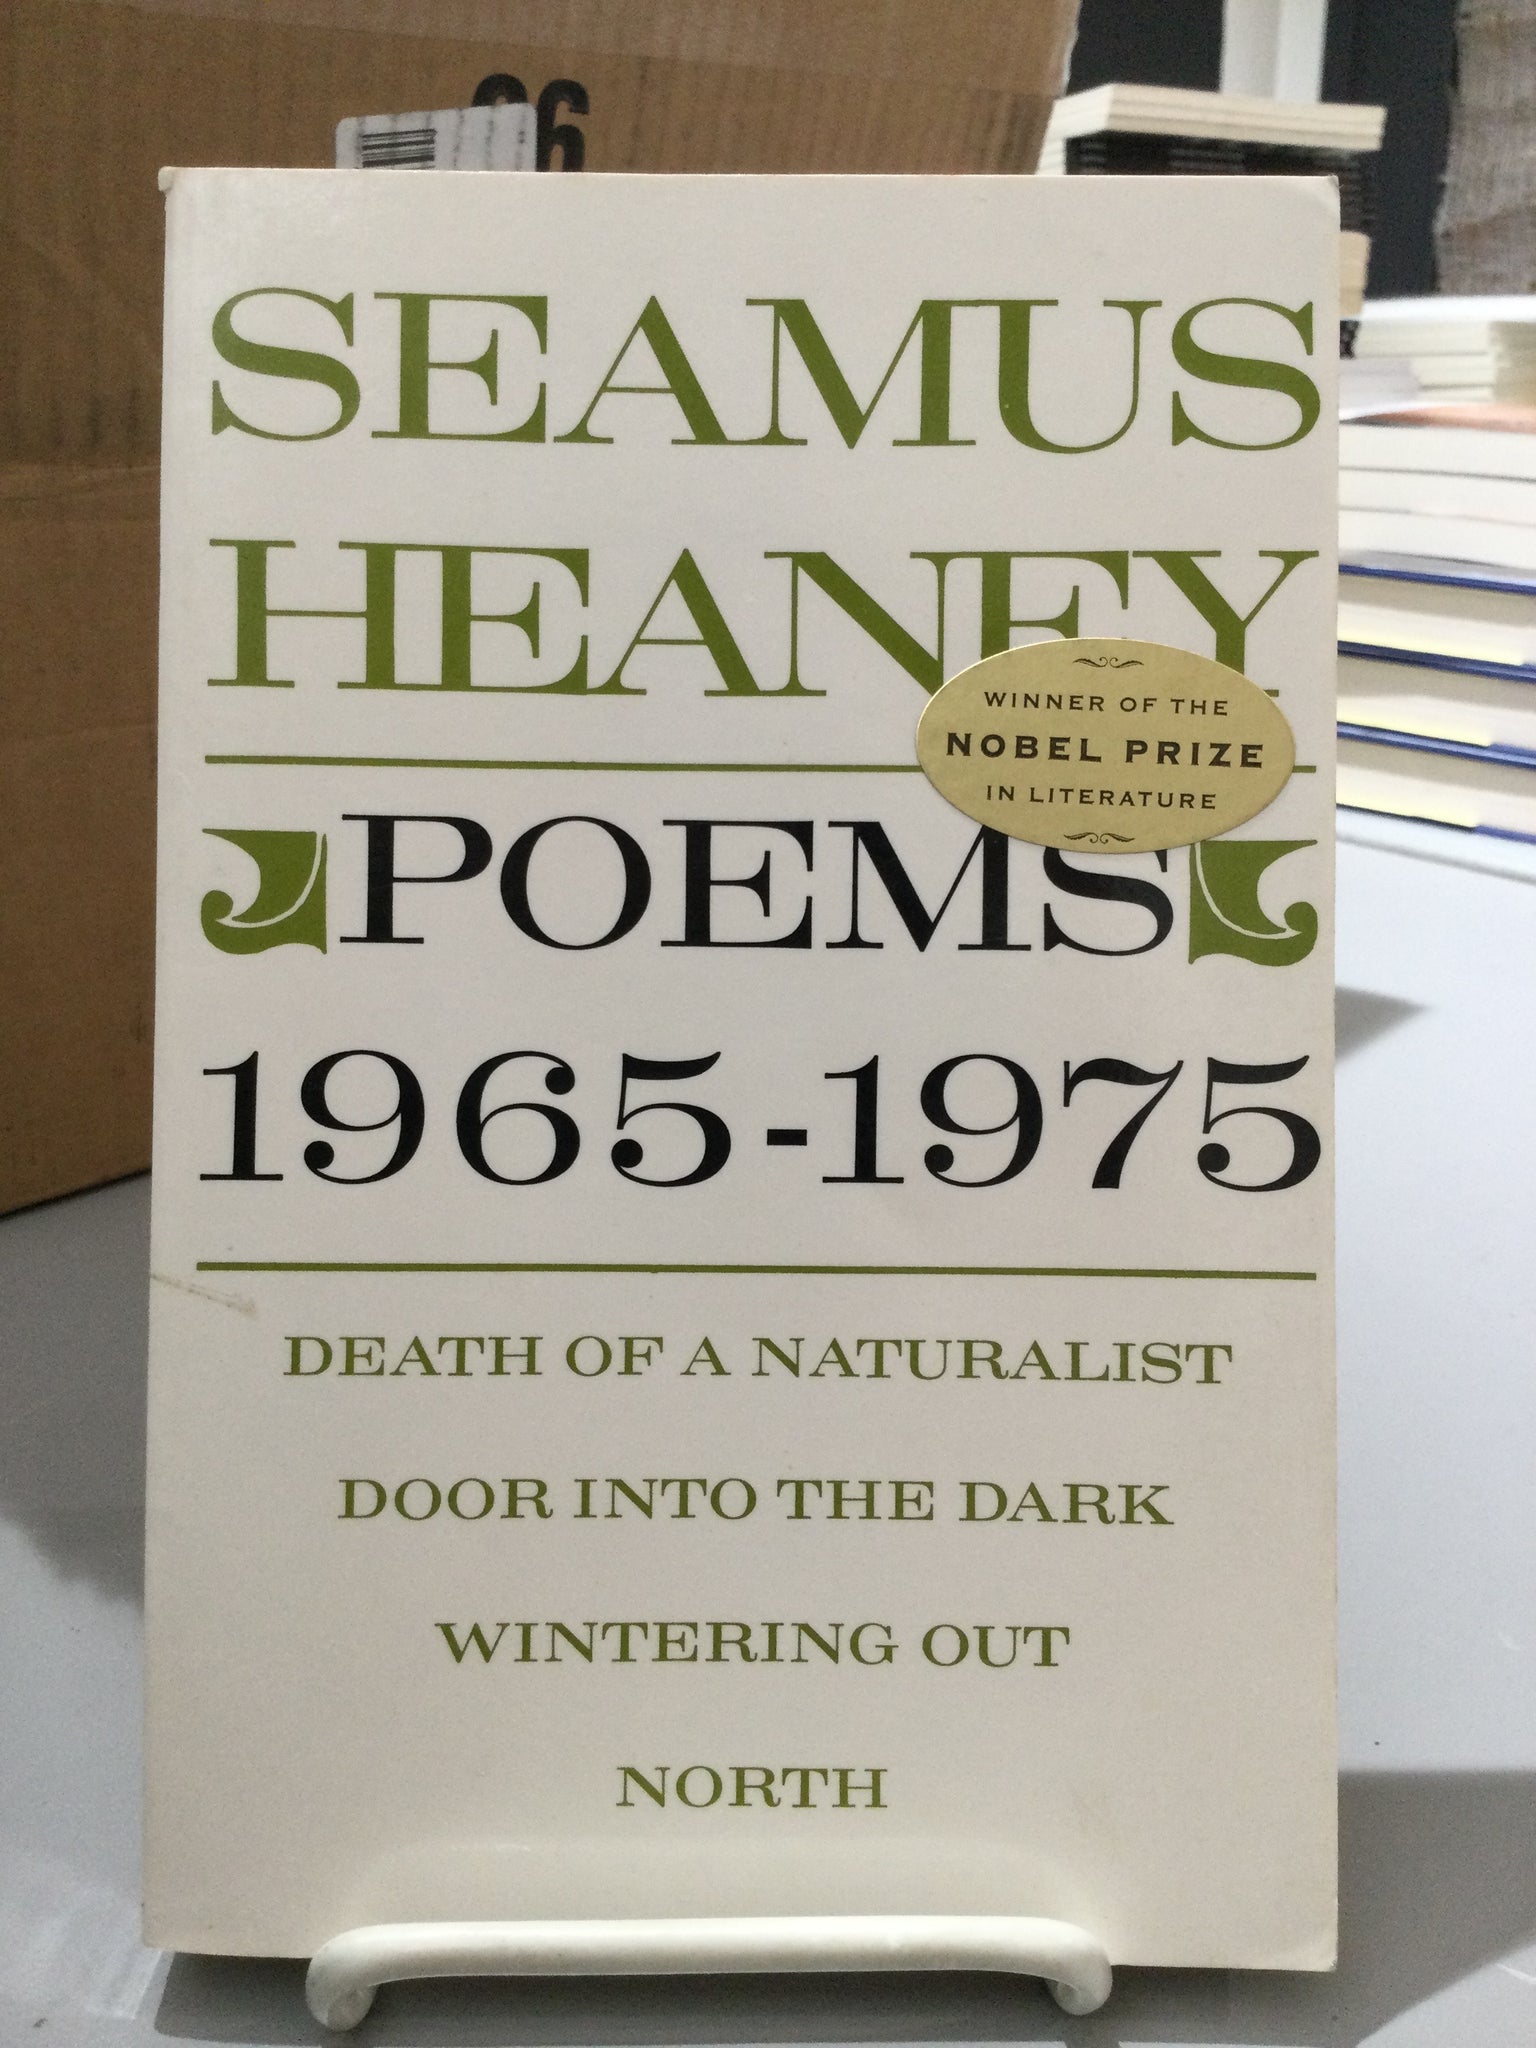 96
SEAMUS
HEANEY
WINNER OF THE
NOBEL PRIZE
IN LITERATURE
POEMS
1965-1975
DEATH OF A NATURALIST
DOOR INTO THE DARK
WINTERING OUT
NORTH